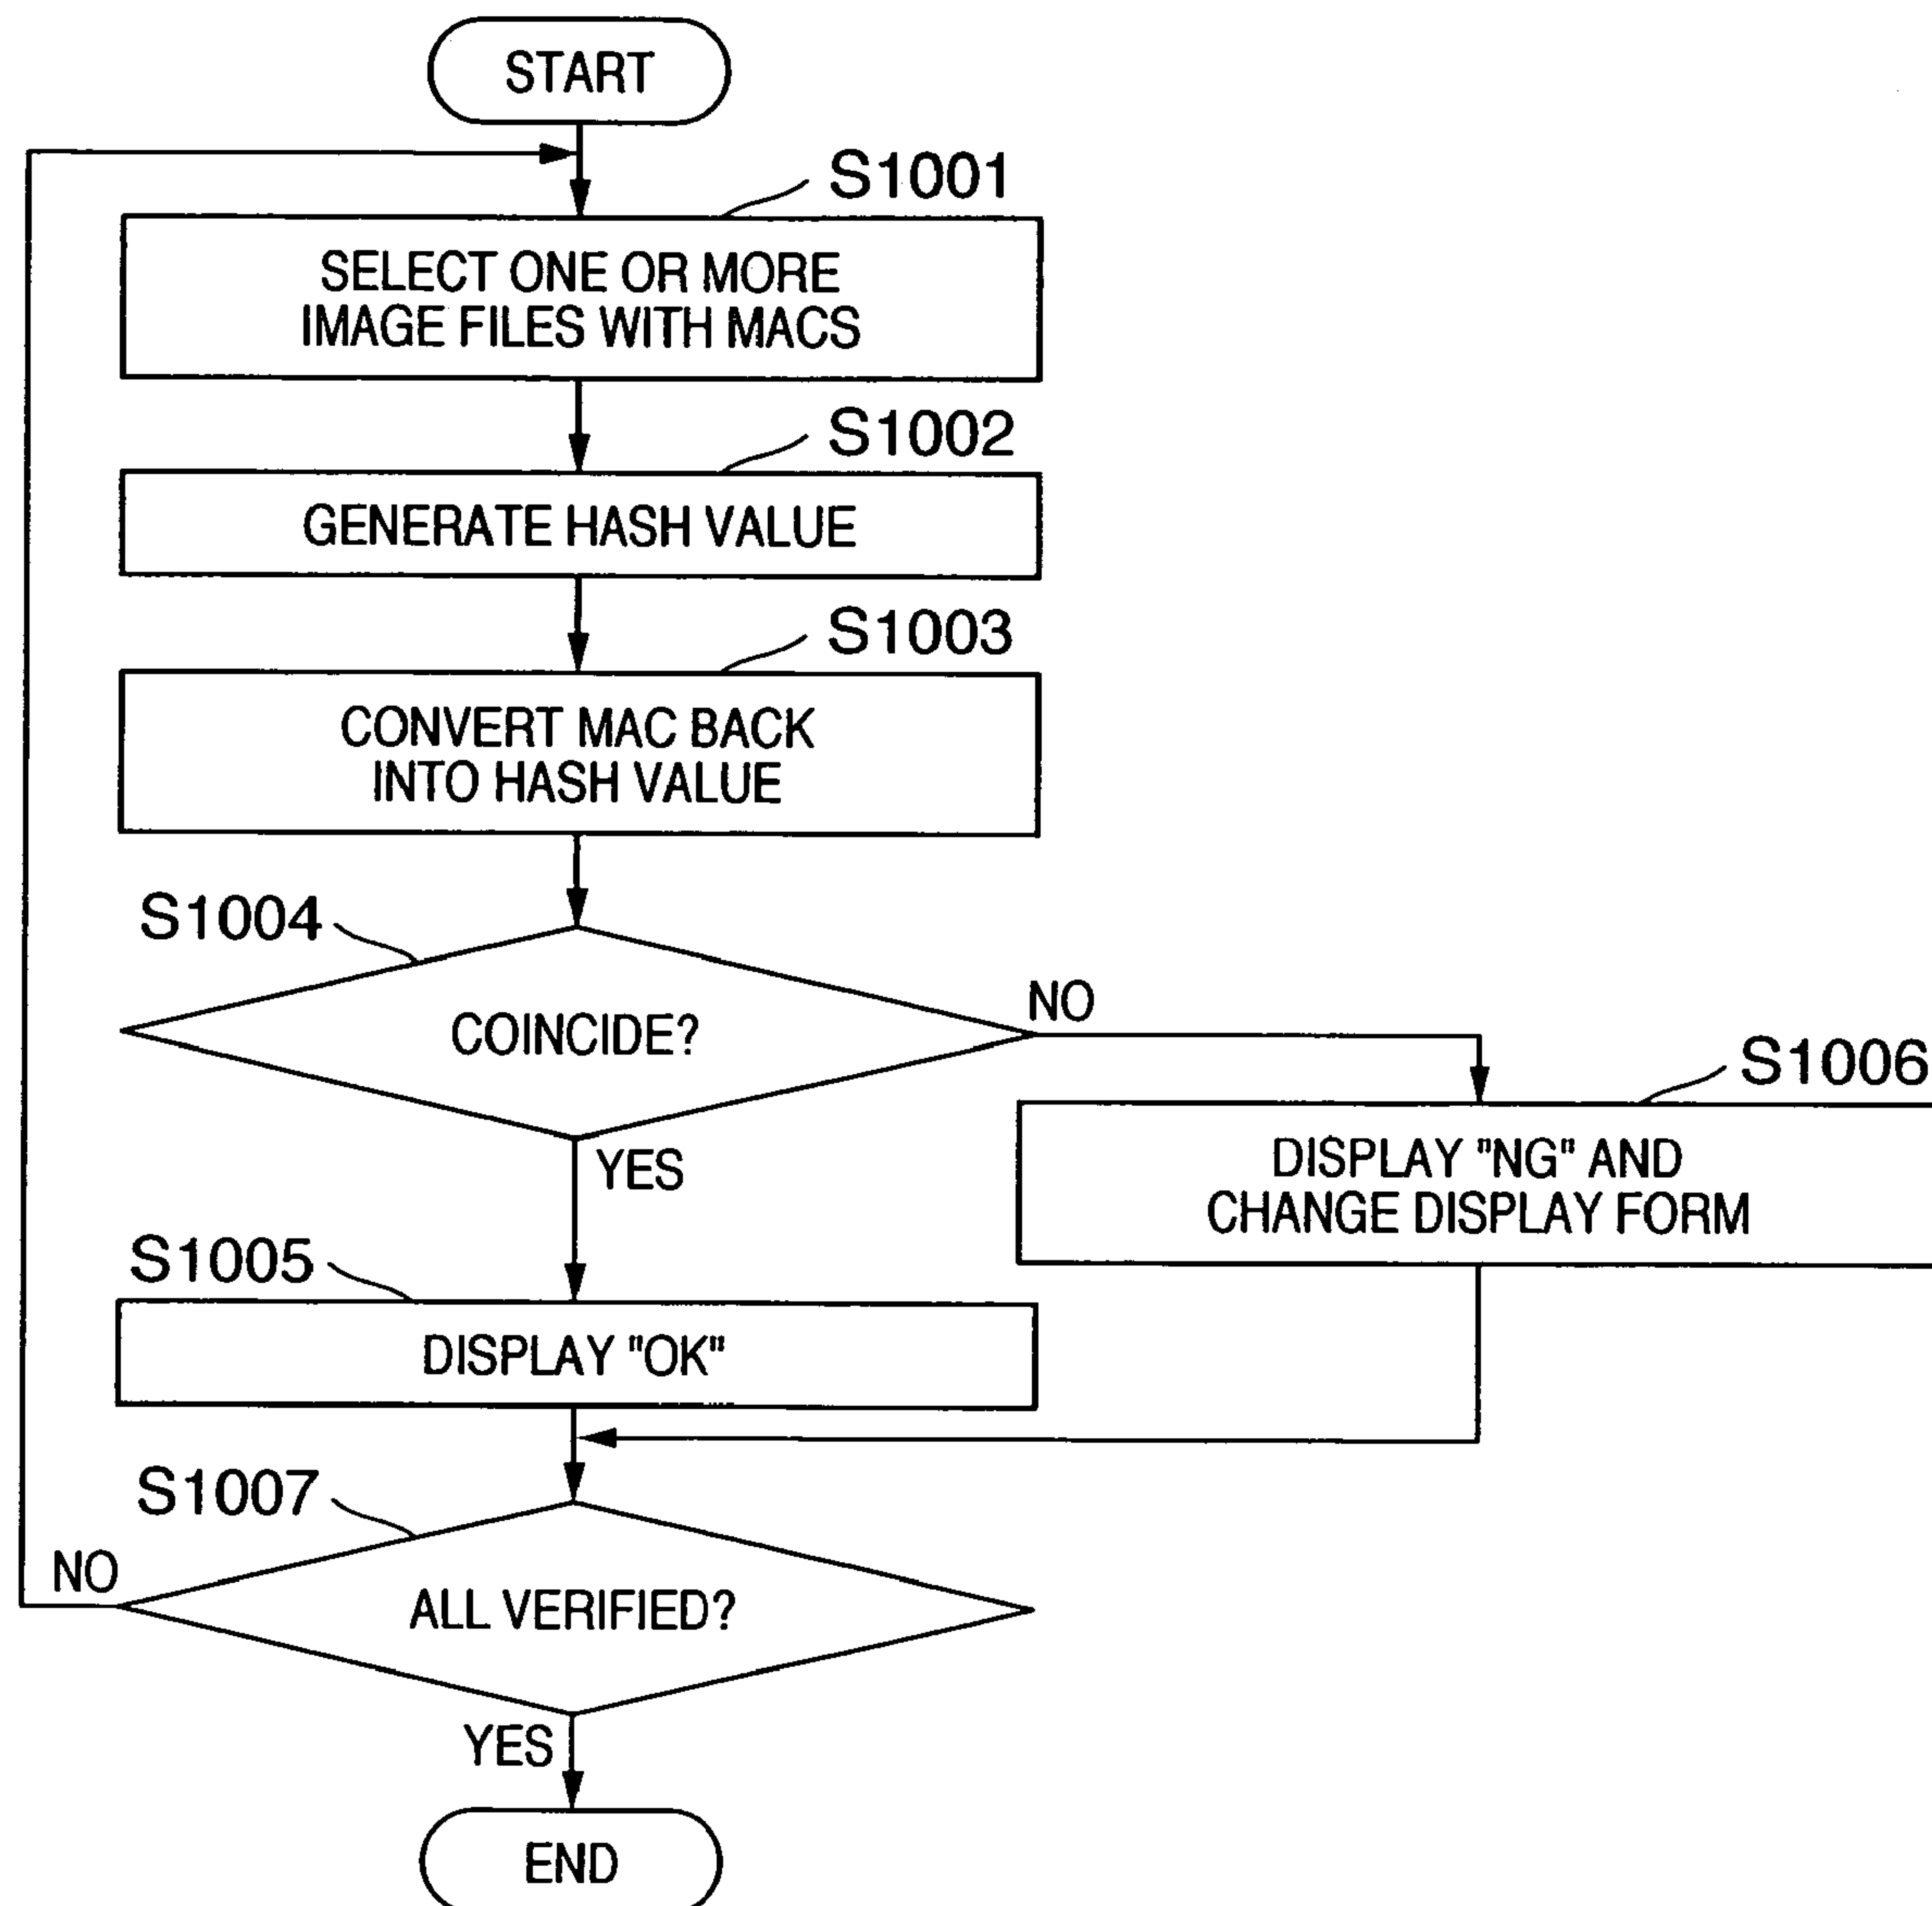 START
S1001
SELECT ONE OR MORE
IMAGE FILES WITH MACS
S1002
GENERATE HASH VALUE
S1003
CONVERT MAC BACK
INTO HASH VALUE
S1004
COINCIDE?
NO
YES
S1006
DISPLAY "NG" AND
CHANGE DISPLAY FORM
S1005
DISPLAY "OK"
S1007
NO
ALL VERIFIED?
YES
END